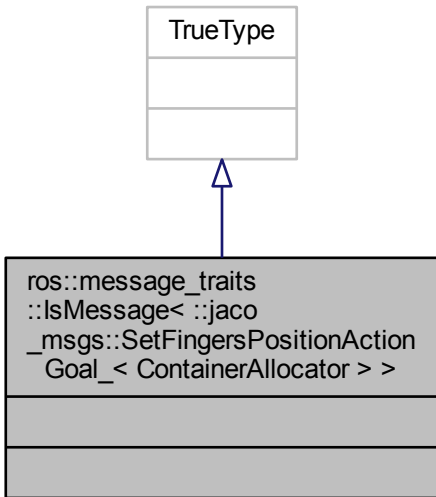 TrueType
ros::message_traits
::IsMessage< ::jaco
_msgs::SetFingersPositionAction
Goal_< ContainerAllocator > >